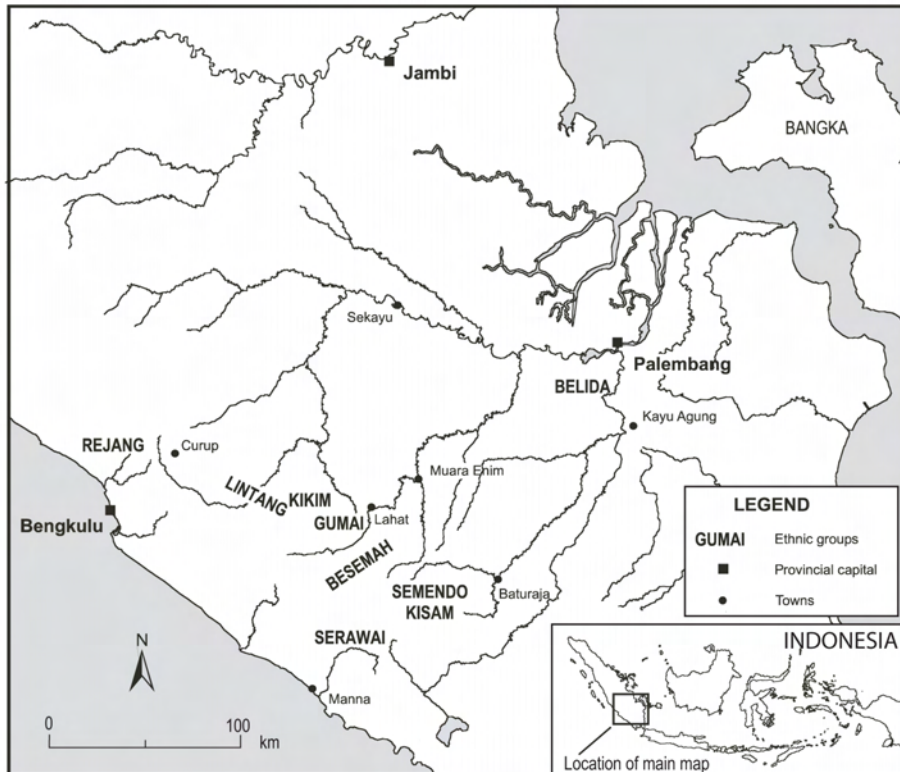 Jambi
BANGKA
Sekayu
Palembang
BELIDA
Kayu Agung
REJANG
Curup
Muara Enim
LINTANG
KIKIM
Bengkulu
GUMAI
Lahat
BESEMAH
SEMENDO
KISAM
Baturaja
SERAWAI
Manna
N
0 100
km
LEGEND
GUMAI Ethnic groups
Provincial capital
Towns
INDONESIA
Location of main map